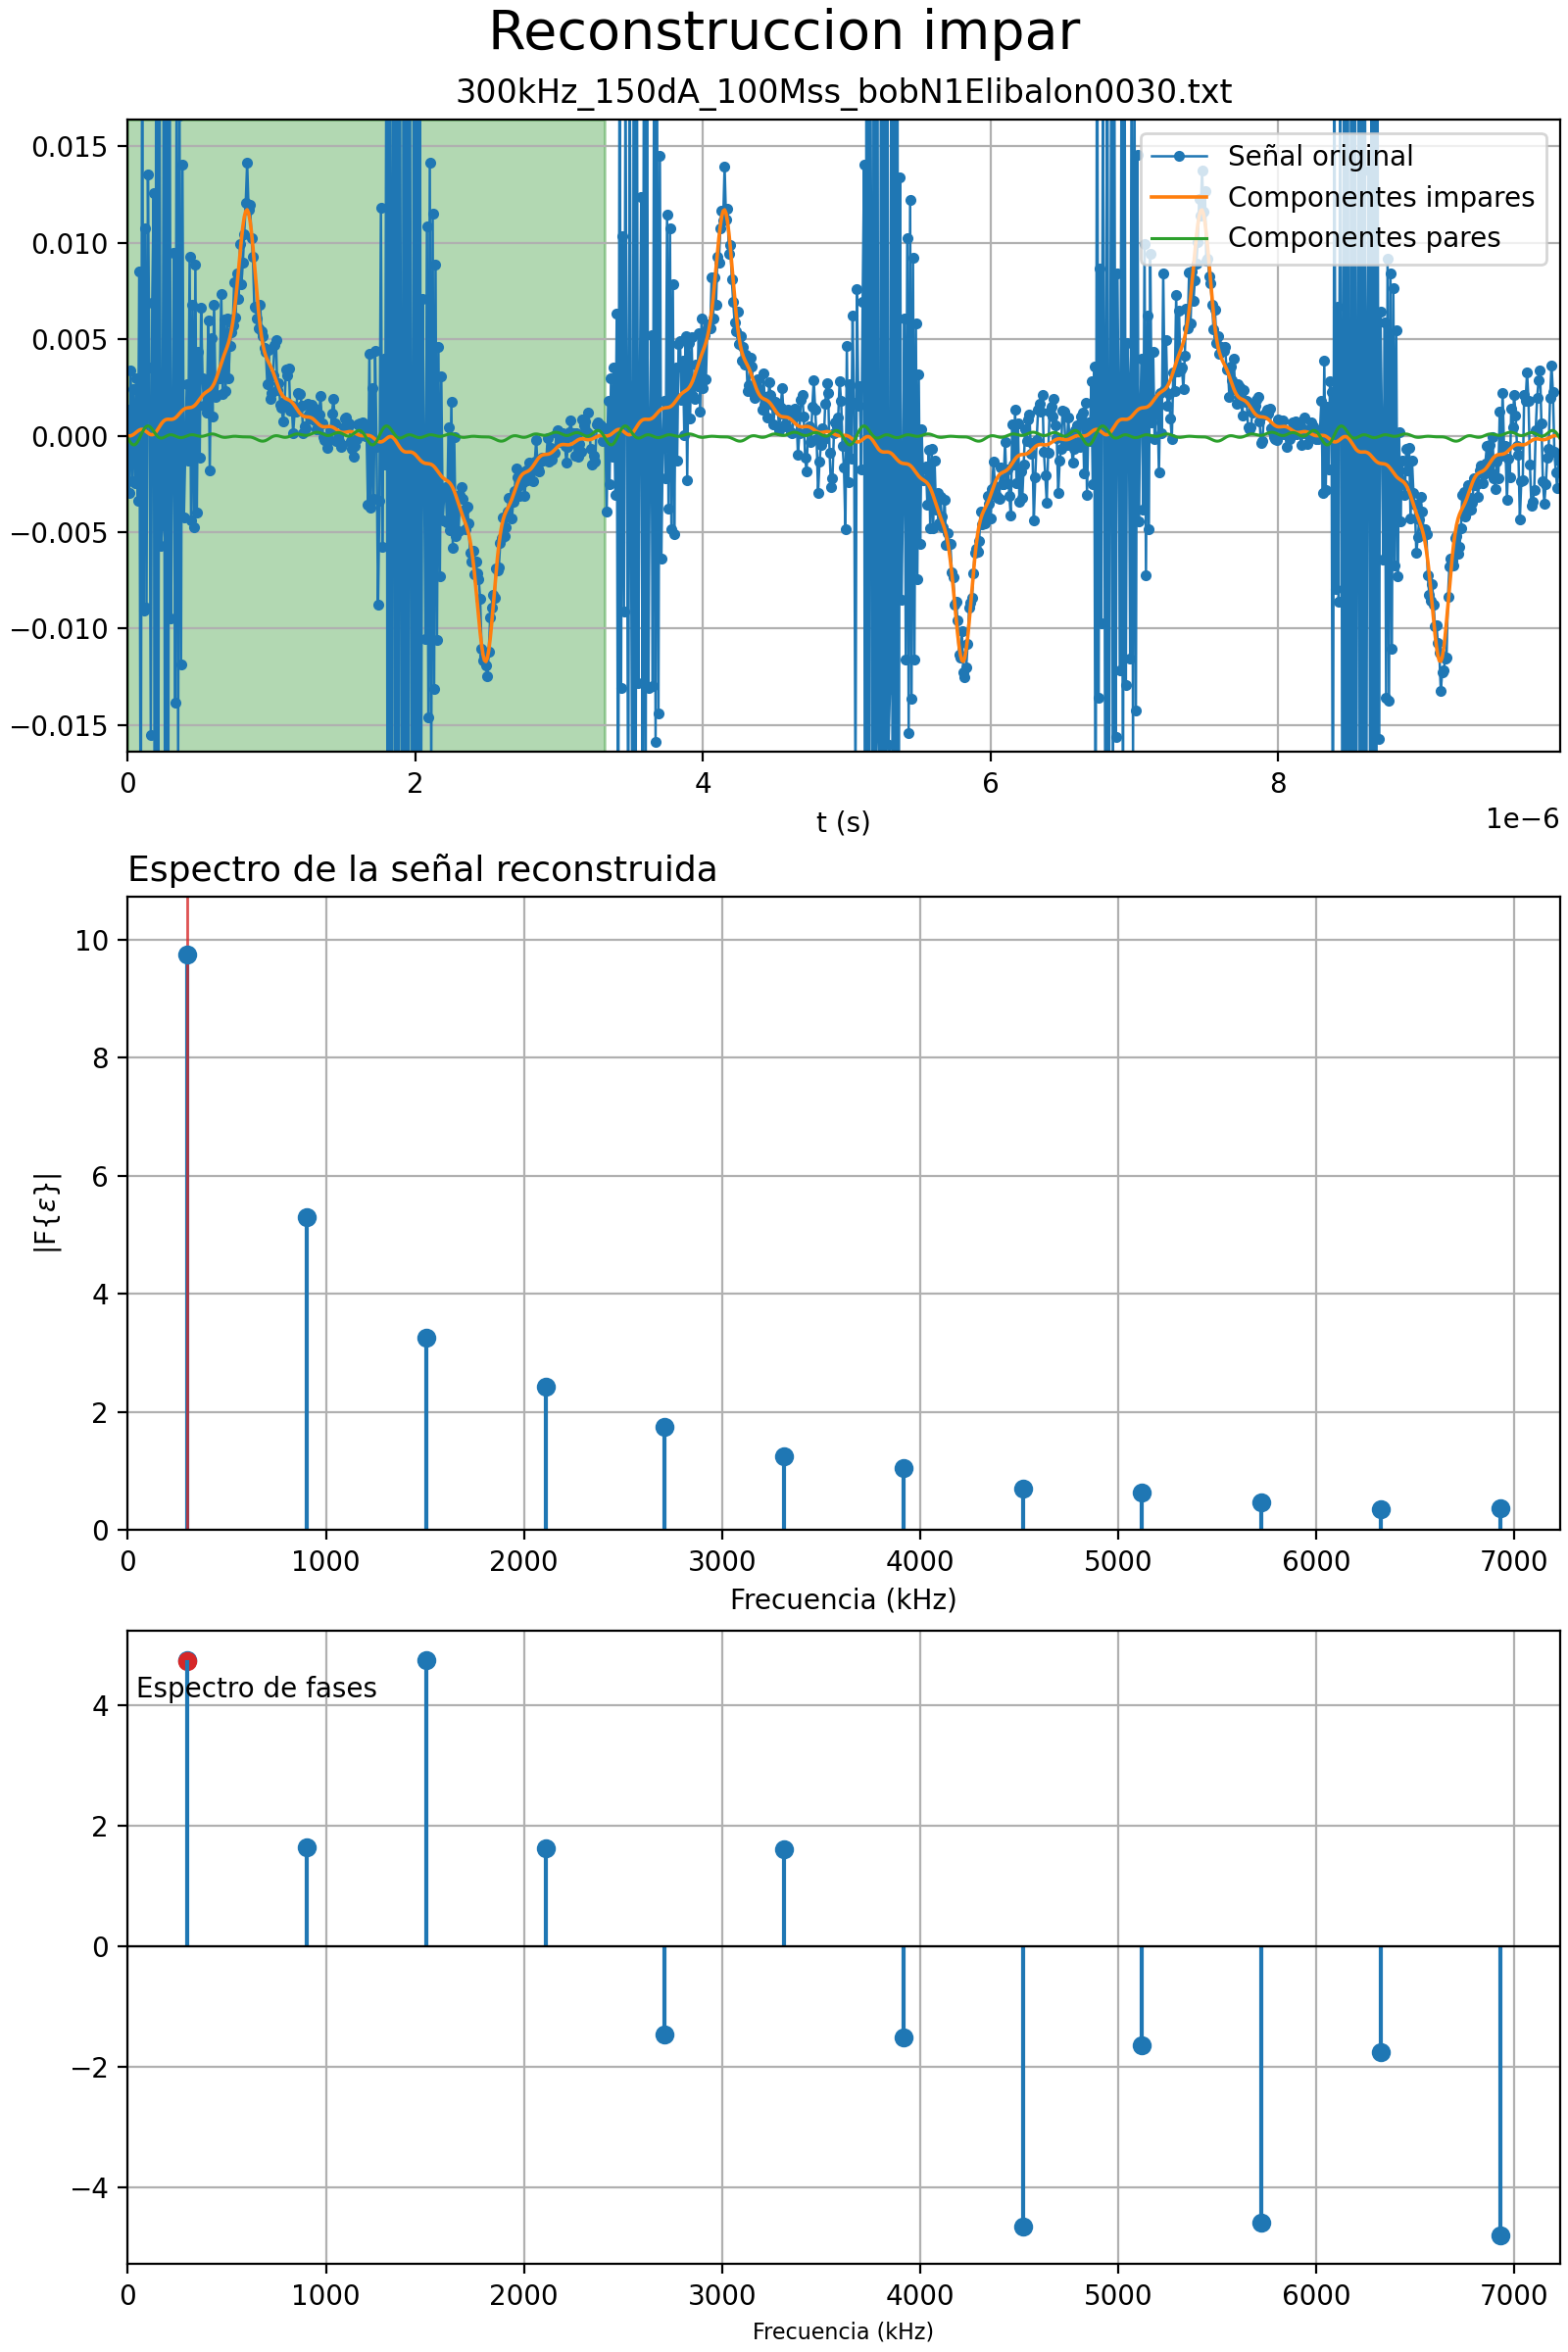 Reconstruccion impar
300kHz_150dA_100Mss_bobN1Elibalon0030.txt
0.015
0.010
0.005
0.000
−0.005
−0.010
−0.015
Señal original
Componentes impares
Componentes pares
0 2 4 6 8
t (s)
1e−6
Espectro de la señal reconstruida
10
8
6
4
2
0
|F{ε}|
0 1000 2000 3000 4000 5000 6000 7000
Frecuencia (kHz)
Espectro de fases
4
2
0
−2
−4
0 1000 2000 3000 4000 5000 6000 7000
Frecuencia (kHz)